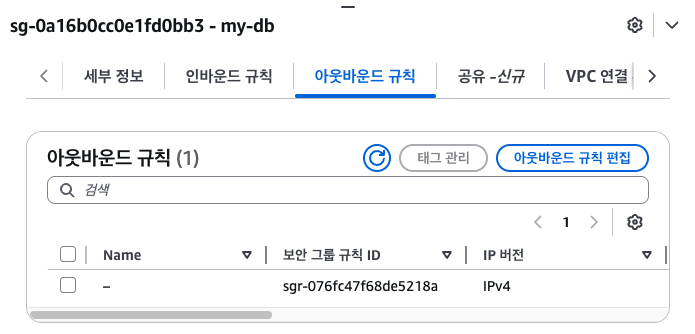 sg-0a16b0cc0e1fd0bb3 - my-db
세부 정보 인바운드 규칙 아웃바운드 규칙 공유 -신규 VPC 연결
아웃바운드 규칙 (1) 태그 관리 아웃바운드 규칙 편집
검색
1
Name 보안 그룹 규칙 ID IP 버전
– sgr-076fc47f68de5218a IPv4